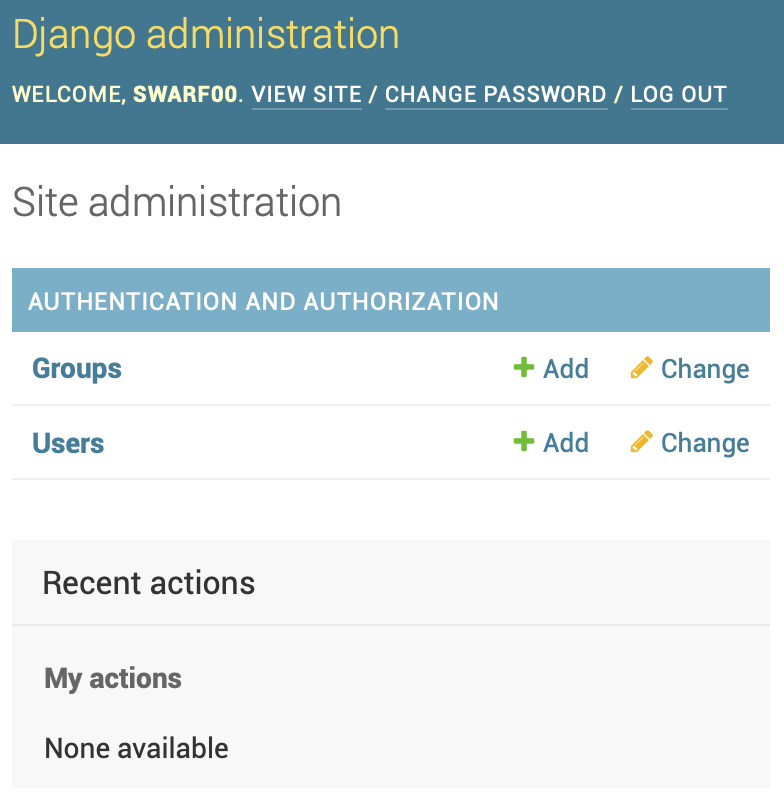 Django administration
WELCOME, SWARF00. VIEW SITE / CHANGE PASSWORD / LOG OUT
Site administration
AUTHENTICATION AND AUTHORIZATION
Groups Add Change
Users Add Change
Recent actions
My actions
None available